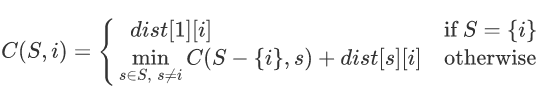 C(S, i) = { dist[1][i] if S = {i}
min s∈S, s≠i C(S − {i}, s) + dist[s][i] otherwise